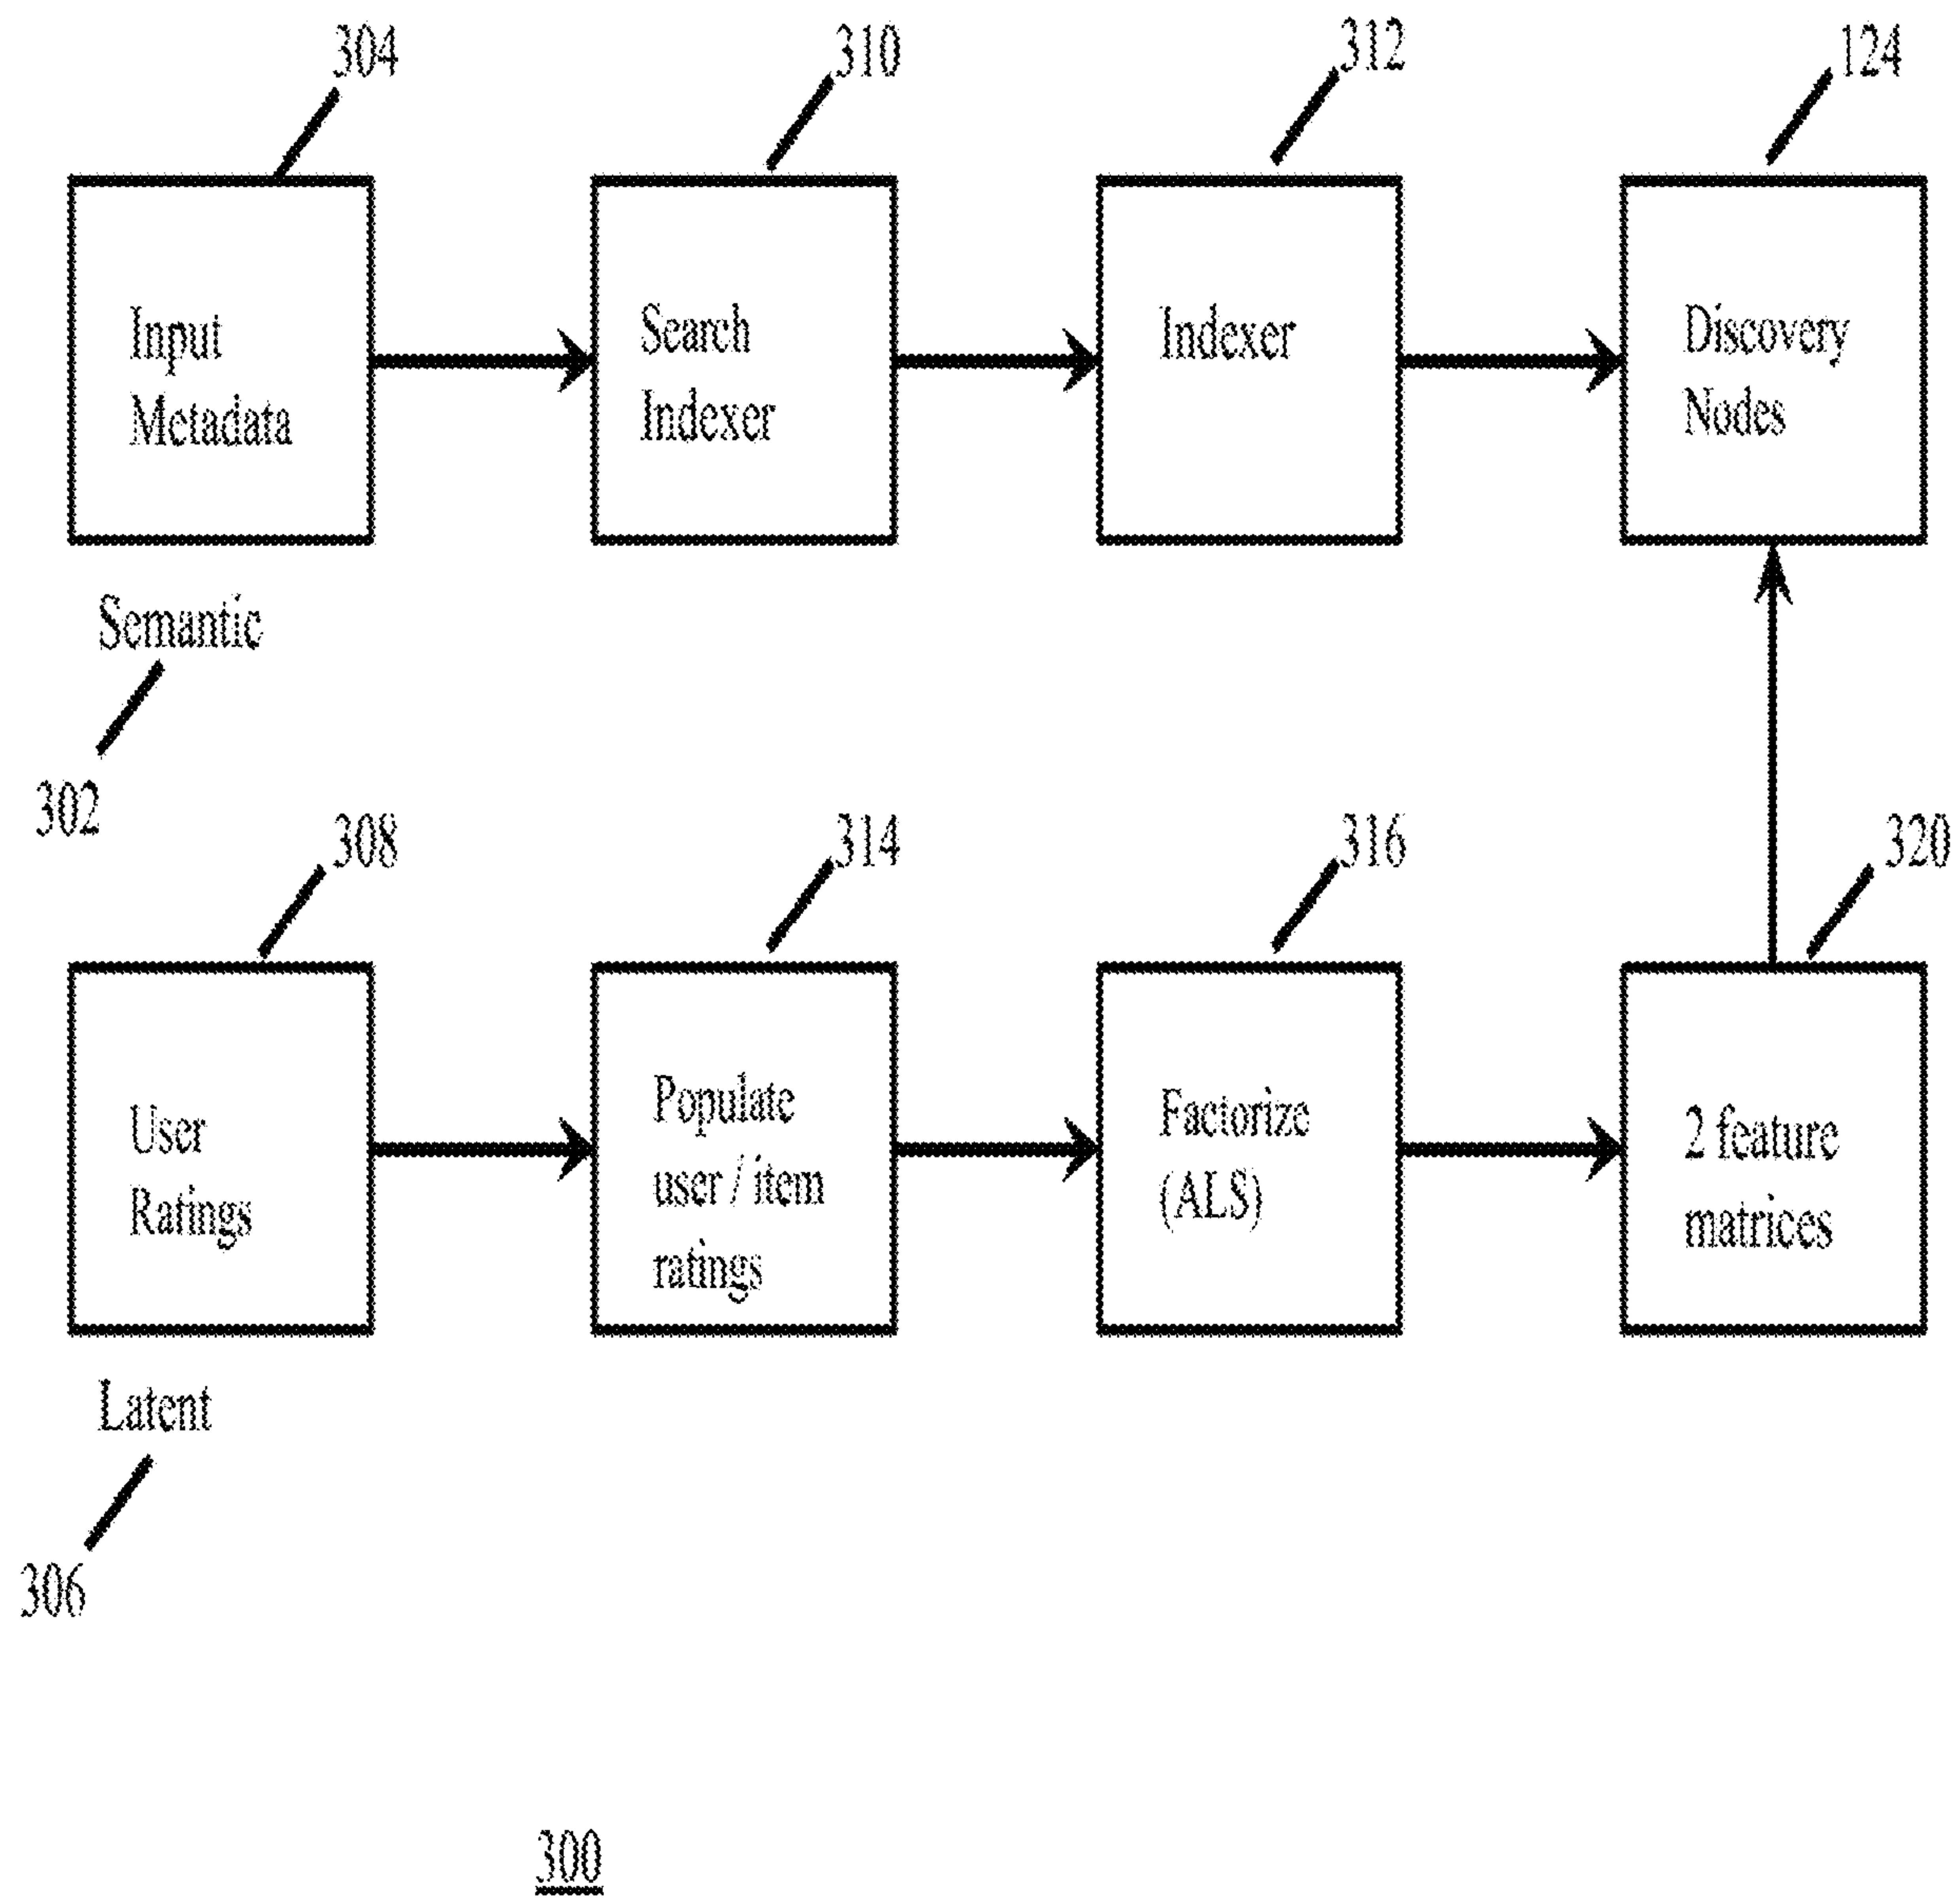 304
310
312
124
Input
Metadata
Search
Indexer
Indexer
Discovery
Nodes
Semantic
302
308
314
316
320
User
Ratings
Populate
user / item
ratings
Factorize
(ALS)
2 feature
matrices
Latent
306
300